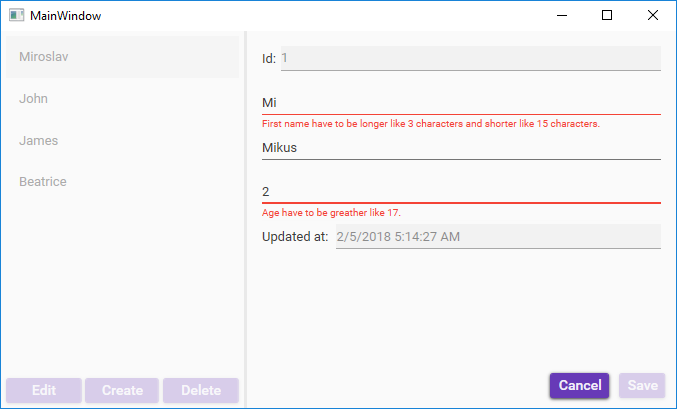 MainWindow
Miroslav
John
James
Beatrice
Edit Create Delete
Id: 1
Mi
First name have to be longer like 3 characters and shorter like 15 characters.
Mikus
2
Age have to be greather like 17.
Updated at: 2/5/2018 5:14:27 AM
Cancel Save